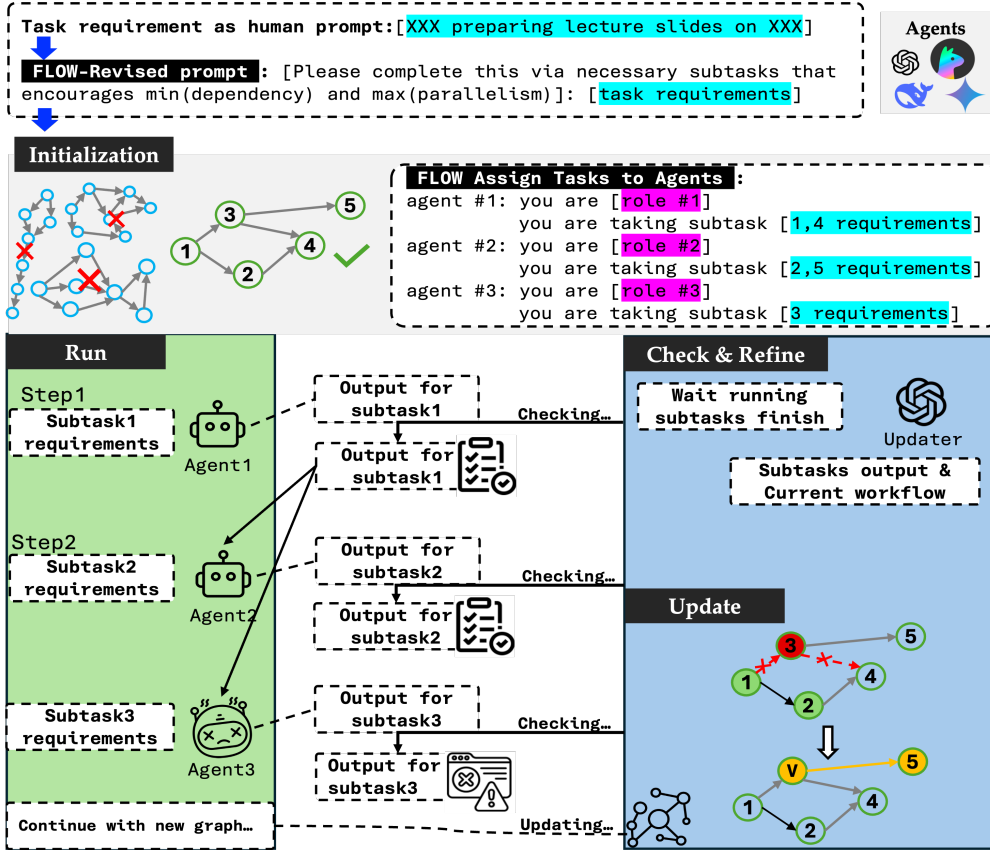 Task requirement as human prompt:[XXX preparing lecture slides on XXX]
FLOW-Revised prompt : [Please complete this via necessary subtasks that
encourages min(dependency) and max(parallelism)]: [task requirements]
Agents
Initialization
1
3
2
4
5
FLOW Assign Tasks to Agents :
agent #1: you are [role #1]
you are taking subtask [1,4 requirements]
agent #2: you are [role #2]
you are taking subtask [2,5 requirements]
agent #3: you are [role #3]
you are taking subtask [3 requirements]
Run
Step1
Subtask1
requirements
Agent1
Step2
Subtask2
requirements
Agent2
Subtask3
requirements
Agent3
Continue with new graph…
Output for
subtask1
Checking…
Output for
subtask1
Output for
subtask2
Checking…
Output for
subtask2
Output for
subtask3
Checking…
Output for
subtask3
Updating…
Check & Refine
Wait running
subtasks finish
Updater
Subtasks output &
Current workflow
Update
3
5
1
4
2
V
5
1
4
2